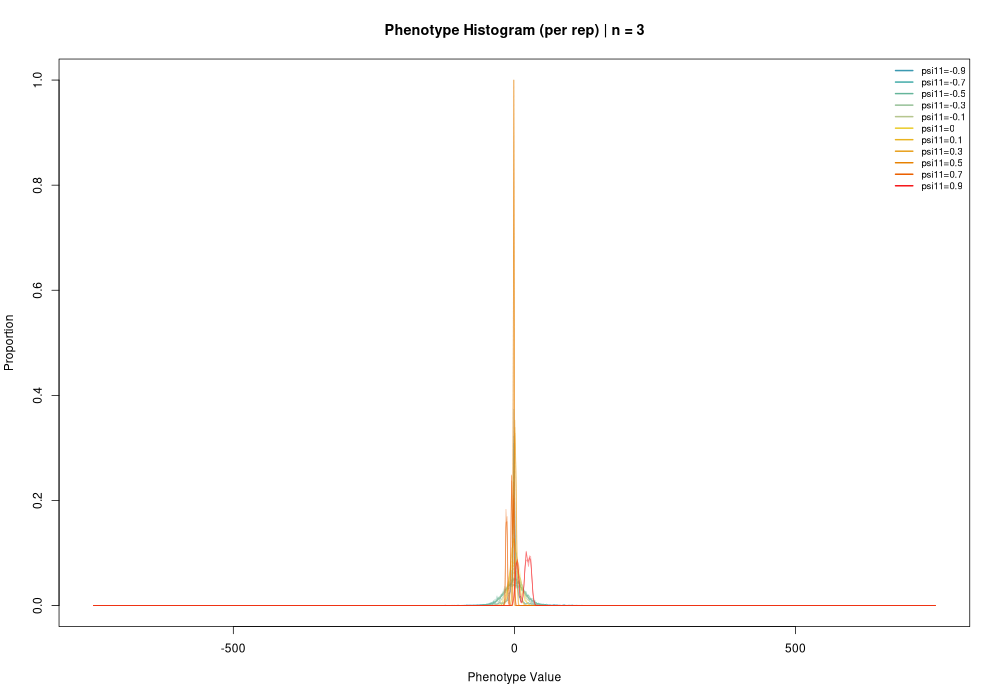 Phenotype Histogram (per rep) | n = 3
psi11=-0.9
psi11=-0.7
psi11=-0.5
psi11=-0.3
psi11=-0.1
psi11=0
psi11=0.1
psi11=0.3
psi11=0.5
psi11=0.7
psi11=0.9
Proportion
1.0
0.8
0.6
0.4
0.2
0.0
-500
0
500
Phenotype Value